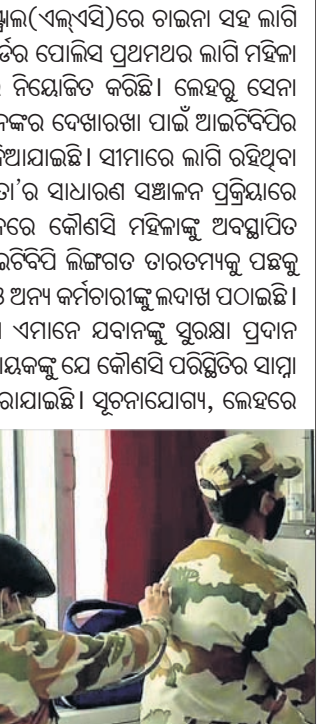 ଟ୍ରାଲ(ଏଲ୍‌ଏସି)ରେ ଚାଇନା ସହ ଲାଗି
ର୍ଡର ପୋଲିସ ପ୍ରଥମଥର ଲାଗି ମହିଳା
ନିୟୋଜିତ କରିଛି। ଲେହରୁ ସେନା
ନଙ୍କର ଦେଖାରଖା ପାଇଁ ଆଇଟିବିପିର
ନିଆଯାଇଛି। ସୀମାରେ ଲାଗି ରହିଥିବା
ତା'ର ସାଧାରଣ ସଞ୍ଚାଳନ ପ୍ରକ୍ରିୟାରେ
ନରେ କୌଣସି ମହିଳାଙ୍କୁ ଅବସ୍ଥାପିତ
ଇଟିବିପି ଲିଙ୍ଗଗତ ତାରତମ୍ୟକୁ ପଛକୁ
ଓ ଅନ୍ୟ କର୍ମଚାରୀଙ୍କୁ ଲଦାଖ ପଠାଇଛି।
ା ଏମାନେ ଯବାନଙ୍କୁ ସୁରକ୍ଷା ପ୍ରଦାନ
ାୟକଙ୍କୁ ଯେ କୌଣସି ପରିସ୍ଥିତିର ସାମ୍ନା
ରାଯାଇଛି। ସୂଚନାଯୋଗ୍ୟ, ଲେହରେ